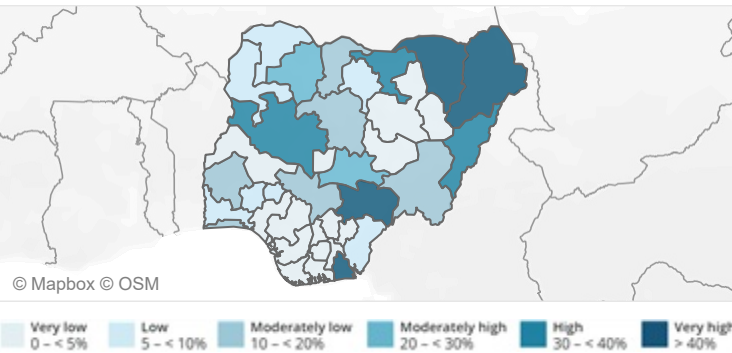 © Mapbox © OSM
Very low
0 – < 5%
Low
5 – < 10%
Moderately low
10 – < 20%
Moderately high
20 – < 30%
High
30 – < 40%
Very high
> 40%